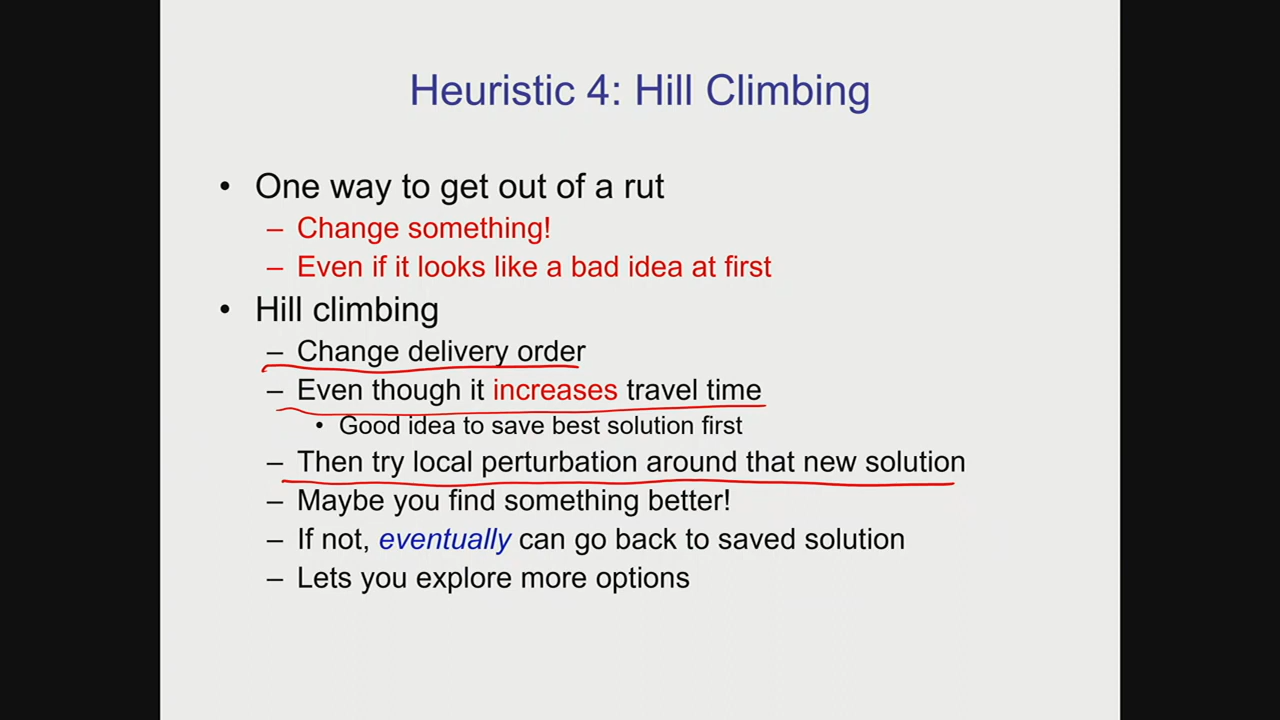 Heuristic 4: Hill Climbing
• One way to get out of a rut
– Change something!
– Even if it looks like a bad idea at first
• Hill climbing
– Change delivery order
– Even though it increases travel time
• Good idea to save best solution first
– Then try local perturbation around that new solution
– Maybe you find something better!
– If not, eventually can go back to saved solution
– Lets you explore more options